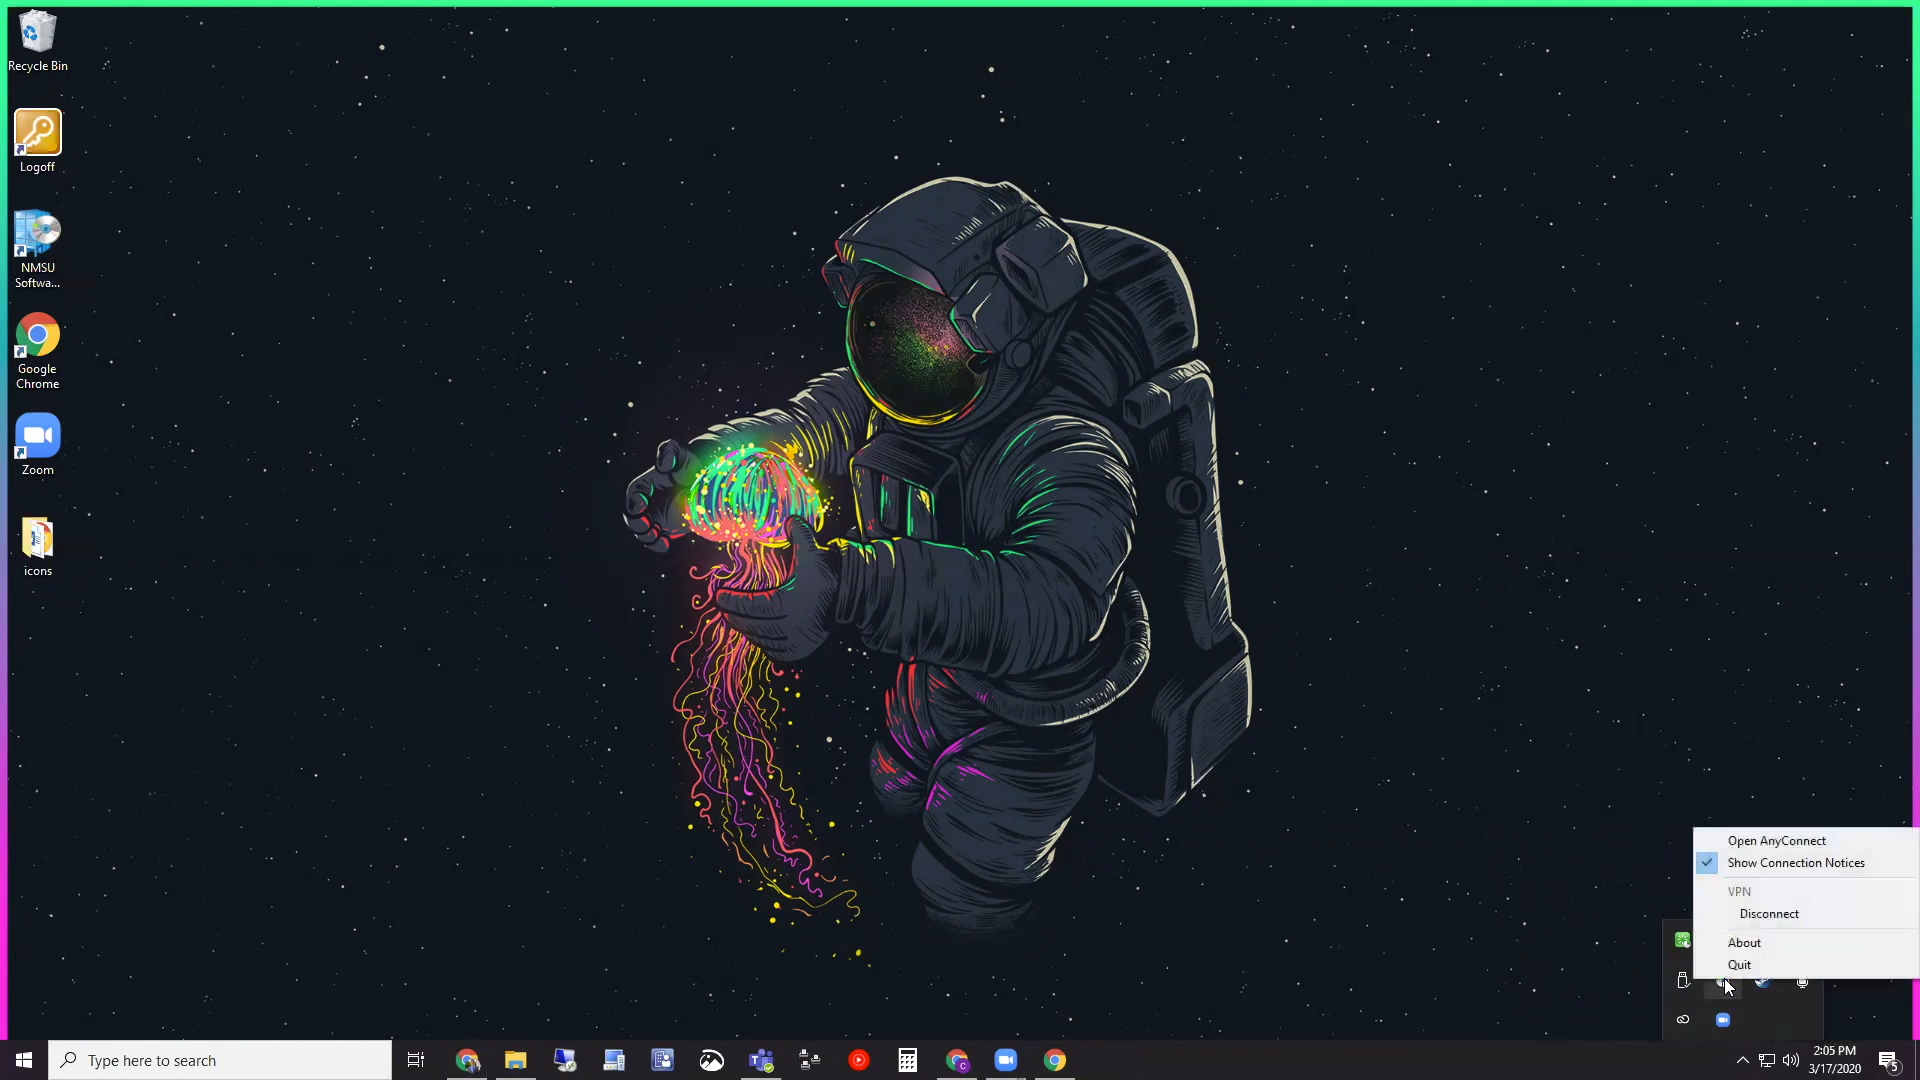 Recycle Bin
Logoff
NMSU
Softwa...
Google
Chrome
Zoom
icons
Open AnyConnect
Show Connection Notices
VPN
Disconnect
About
Quit
Type here to search
2:05 PM
3/17/2020
5